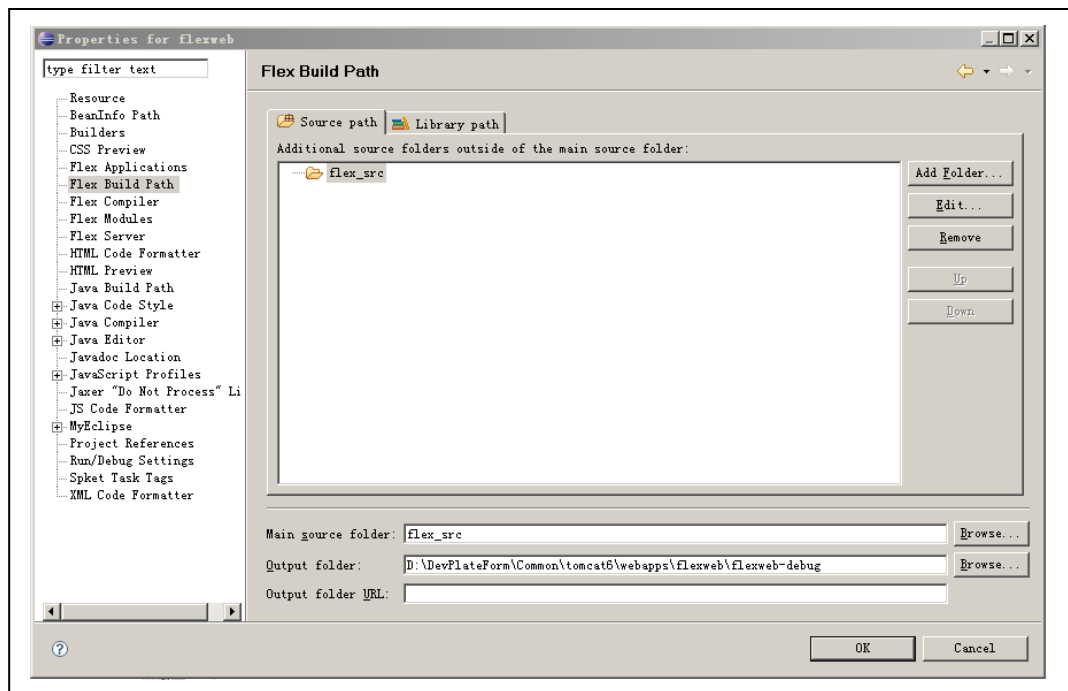 Properties for flexweb
type filter text
Resource
BeanInfo Path
Builders
CSS Preview
Flex Applications
Flex Build Path
Flex Compiler
Flex Modules
Flex Server
HTML Code Formatter
HTML Preview
Java Build Path
Java Code Style
Java Compiler
Java Editor
Javadoc Location
JavaScript Profiles
Jaxer "Do Not Process" Li
JS Code Formatter
MyEclipse
Project References
Run/Debug Settings
Spket Task Tags
XML Code Formatter
Flex Build Path
Source path
Library path
Additional source folders outside of the main source folder:
flex_src
Add Folder...
Edit...
Remove
Up
Down
Main source folder: flex_src Browse...
Output folder: D:\DevPlateForm\Common\tomcat6\webapps\flexweb\flexweb-debug Browse...
Output folder URL:
OK
Cancel